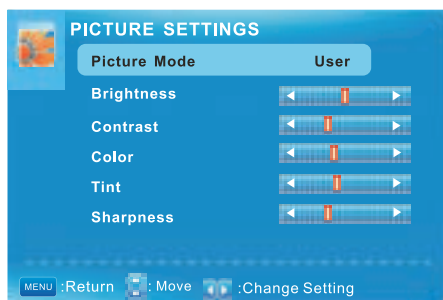 PICTURE SETTINGS
Picture Mode User
Brightness
Contrast
Color
Tint
Sharpness
MENU :Return : Move :Change Setting